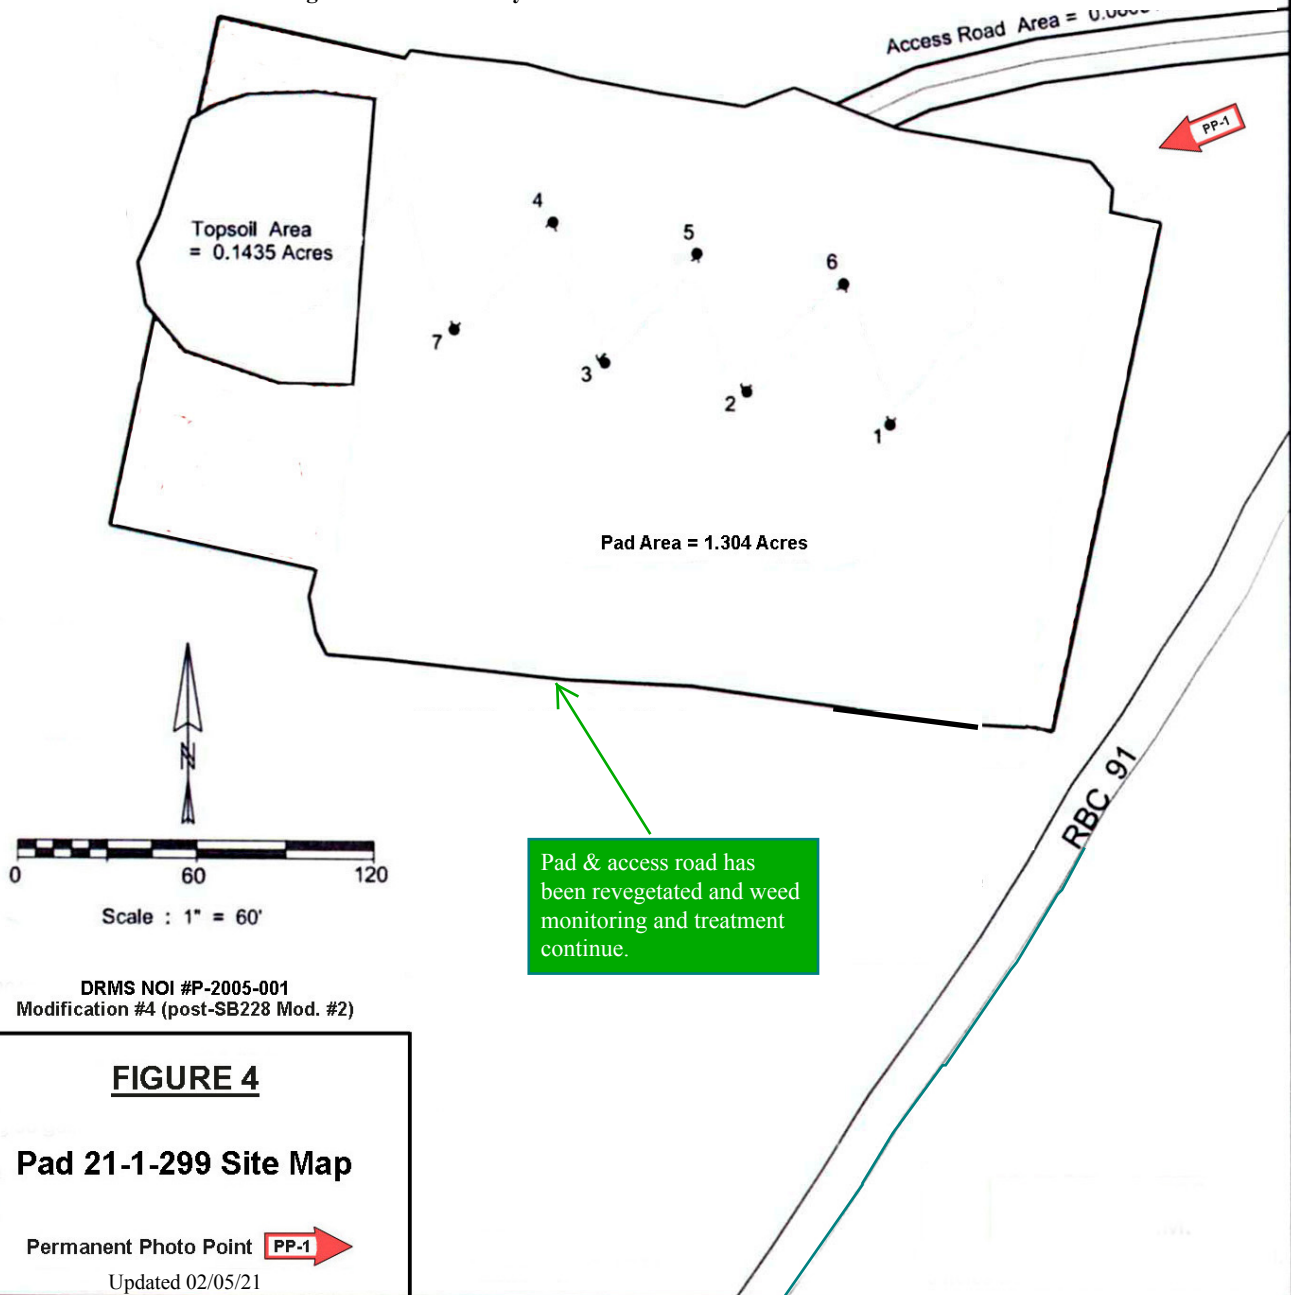 Access Road Area =
PP-1
4
5
6
Topsoil Area
= 0.1435 Acres
7
3
2
1
Pad Area = 1.304 Acres
N
RBC 91
0 60 120
Scale : 1" = 60'
Pad & access road has
been revegetated and weed
monitoring and treatment
continue.
DRMS NOI #P-2005-001
Modification #4 (post-SB228 Mod. #2)
FIGURE 4
Pad 21-1-299 Site Map
Permanent Photo Point PP-1
Updated 02/05/21